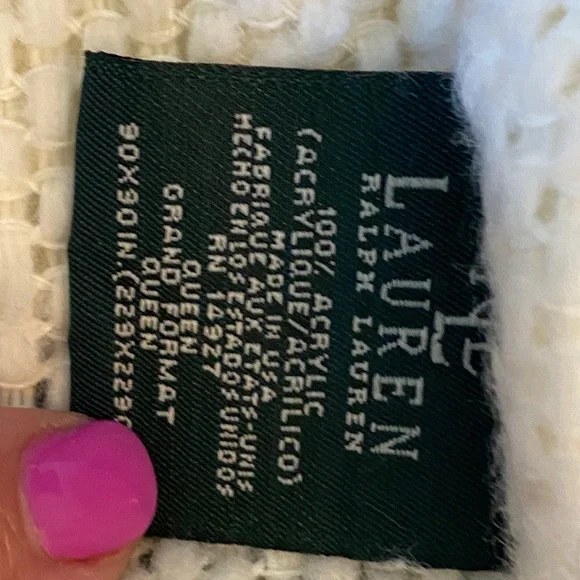 LAUREN
RALPH LAUREN
100% ACRYLIC
(ACRYLIQUE/ACRILICO)
MADE IN USA
FABRIQUE AUX ETATS-UNIS
HECHO EN LOS ESTADOS UNIDOS
RN 14927
QUEEN
GRAND FORMAT
QUEEN
90X90IN(229X229